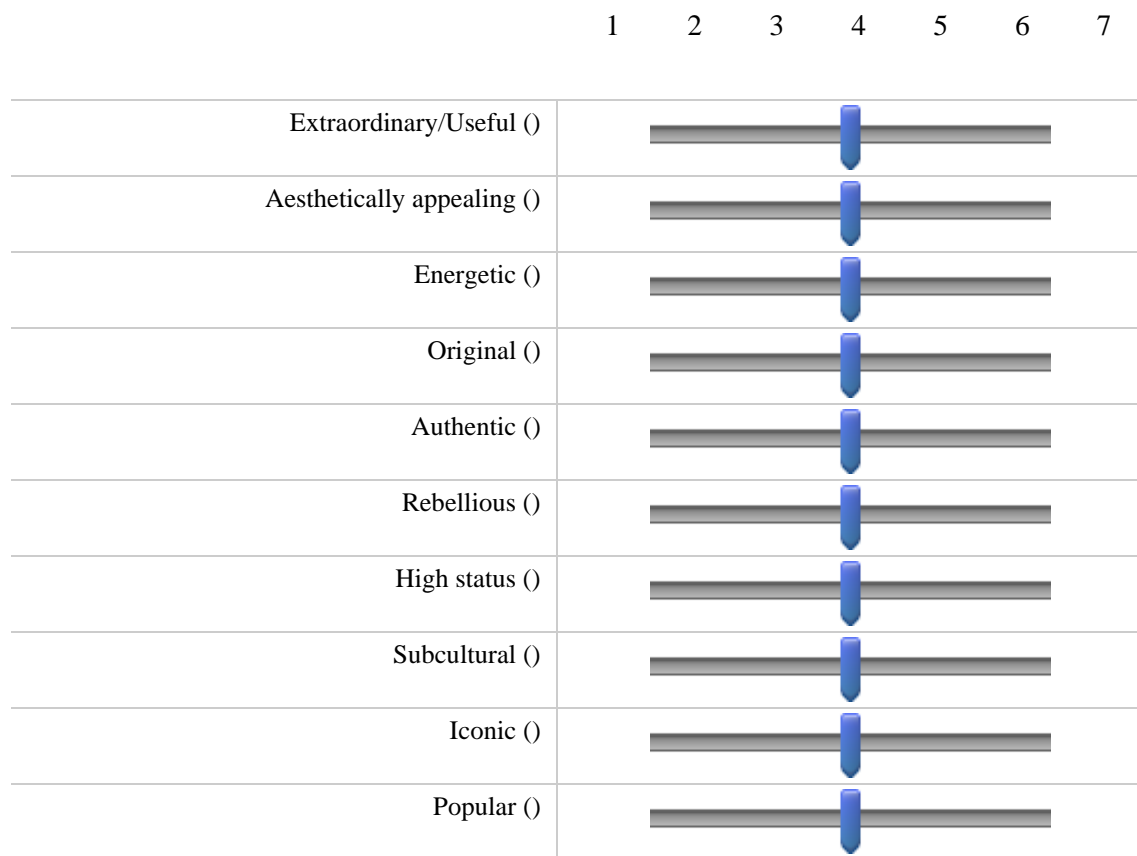 1 2 3 4 5 6 7
Extraordinary/Useful ()
Aesthetically appealing ()
Energetic ()
Original ()
Authentic ()
Rebellious ()
High status ()
Subcultural ()
Iconic ()
Popular ()